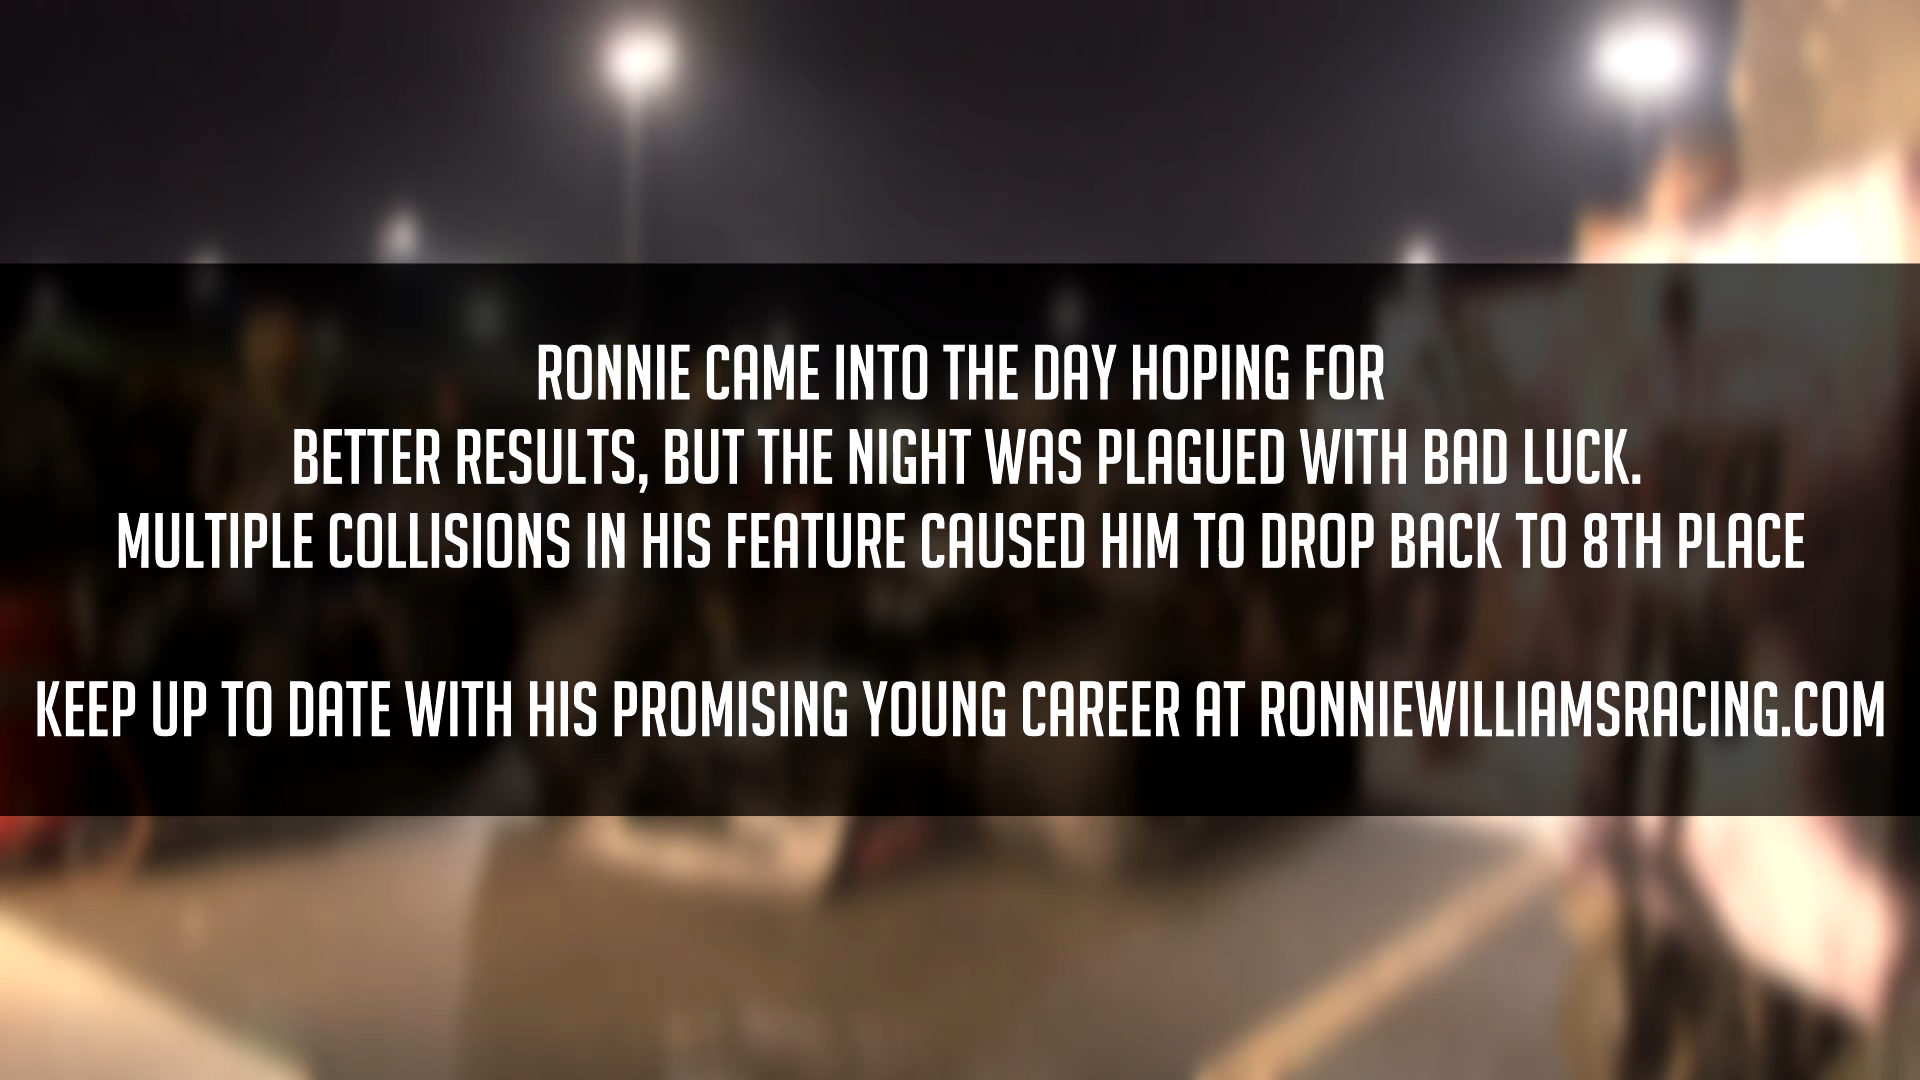 RONNIE CAME INTO THE DAY HOPING FOR
BETTER RESULTS, BUT THE NIGHT WAS PLAGUED WITH BAD LUCK.
MULTIPLE COLLISIONS IN HIS FEATURE CAUSED HIM TO DROP BACK TO 8TH PLACE
KEEP UP TO DATE WITH HIS PROMISING YOUNG CAREER AT RONNIEWILLIAMSRACING.COM